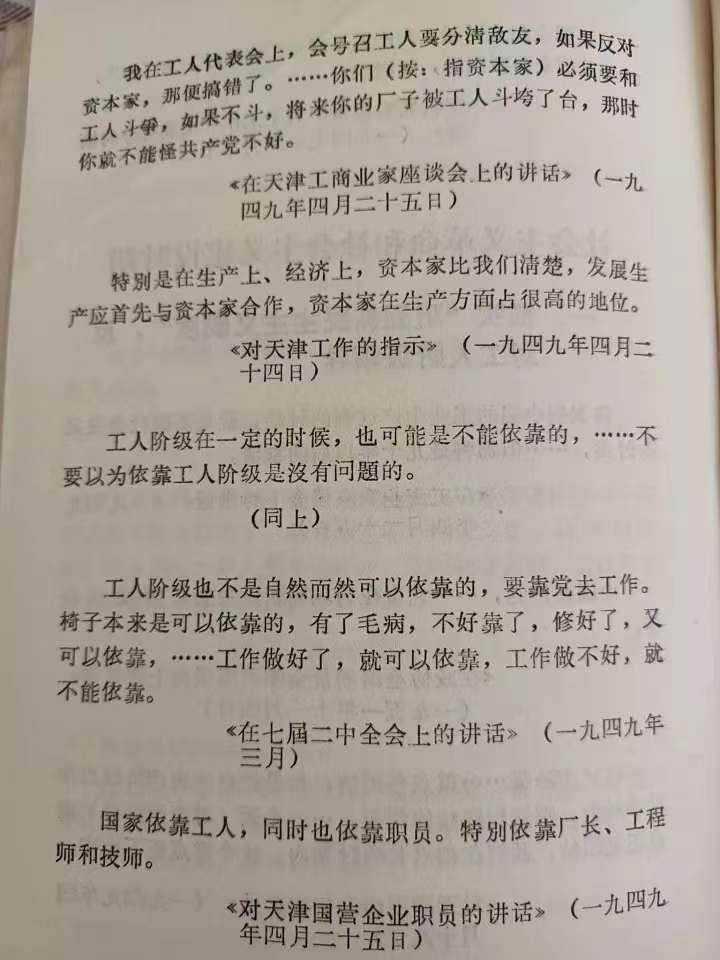 我在工人代表会上，会号召工人要分清敌友，如果反对
资本家，那便搞错了。……你们（按：指资本家）必须要和
工人斗爭，如果不斗，将来你的厂子被工人斗垮了台，那时
你就不能怪共产党不好。
《在天津工商业家座谈会上的讲话》（一九
四九年四月二十五日）
特別是在生产上、经济上，资本家比我们清楚，发展生
产应首先与资本家合作，资本家在生产方面占很高的地位。
《对天津工作的指示》（一九四九年四月二
十四日）
工人阶级在一定的时候，也可能是不能依靠的，……不
要以为依靠工人阶级是沒有问题的。
（同上）
工人阶级也不是自然而然可以依靠的，要靠党去工作。
椅子本来是可以依靠的，有了毛病，不好靠了，修好了，又
可以依靠，……工作做好了，就可以依靠，工作做不好，就
不能依靠。
《在七届二中全会上的讲话》（一九四九年
三月）
国家依靠工人，同时也依靠职员。特別依靠厂长、工程
师和技师。
《对天津国营企业职员的讲话》（一九四九
年四月二十五日）